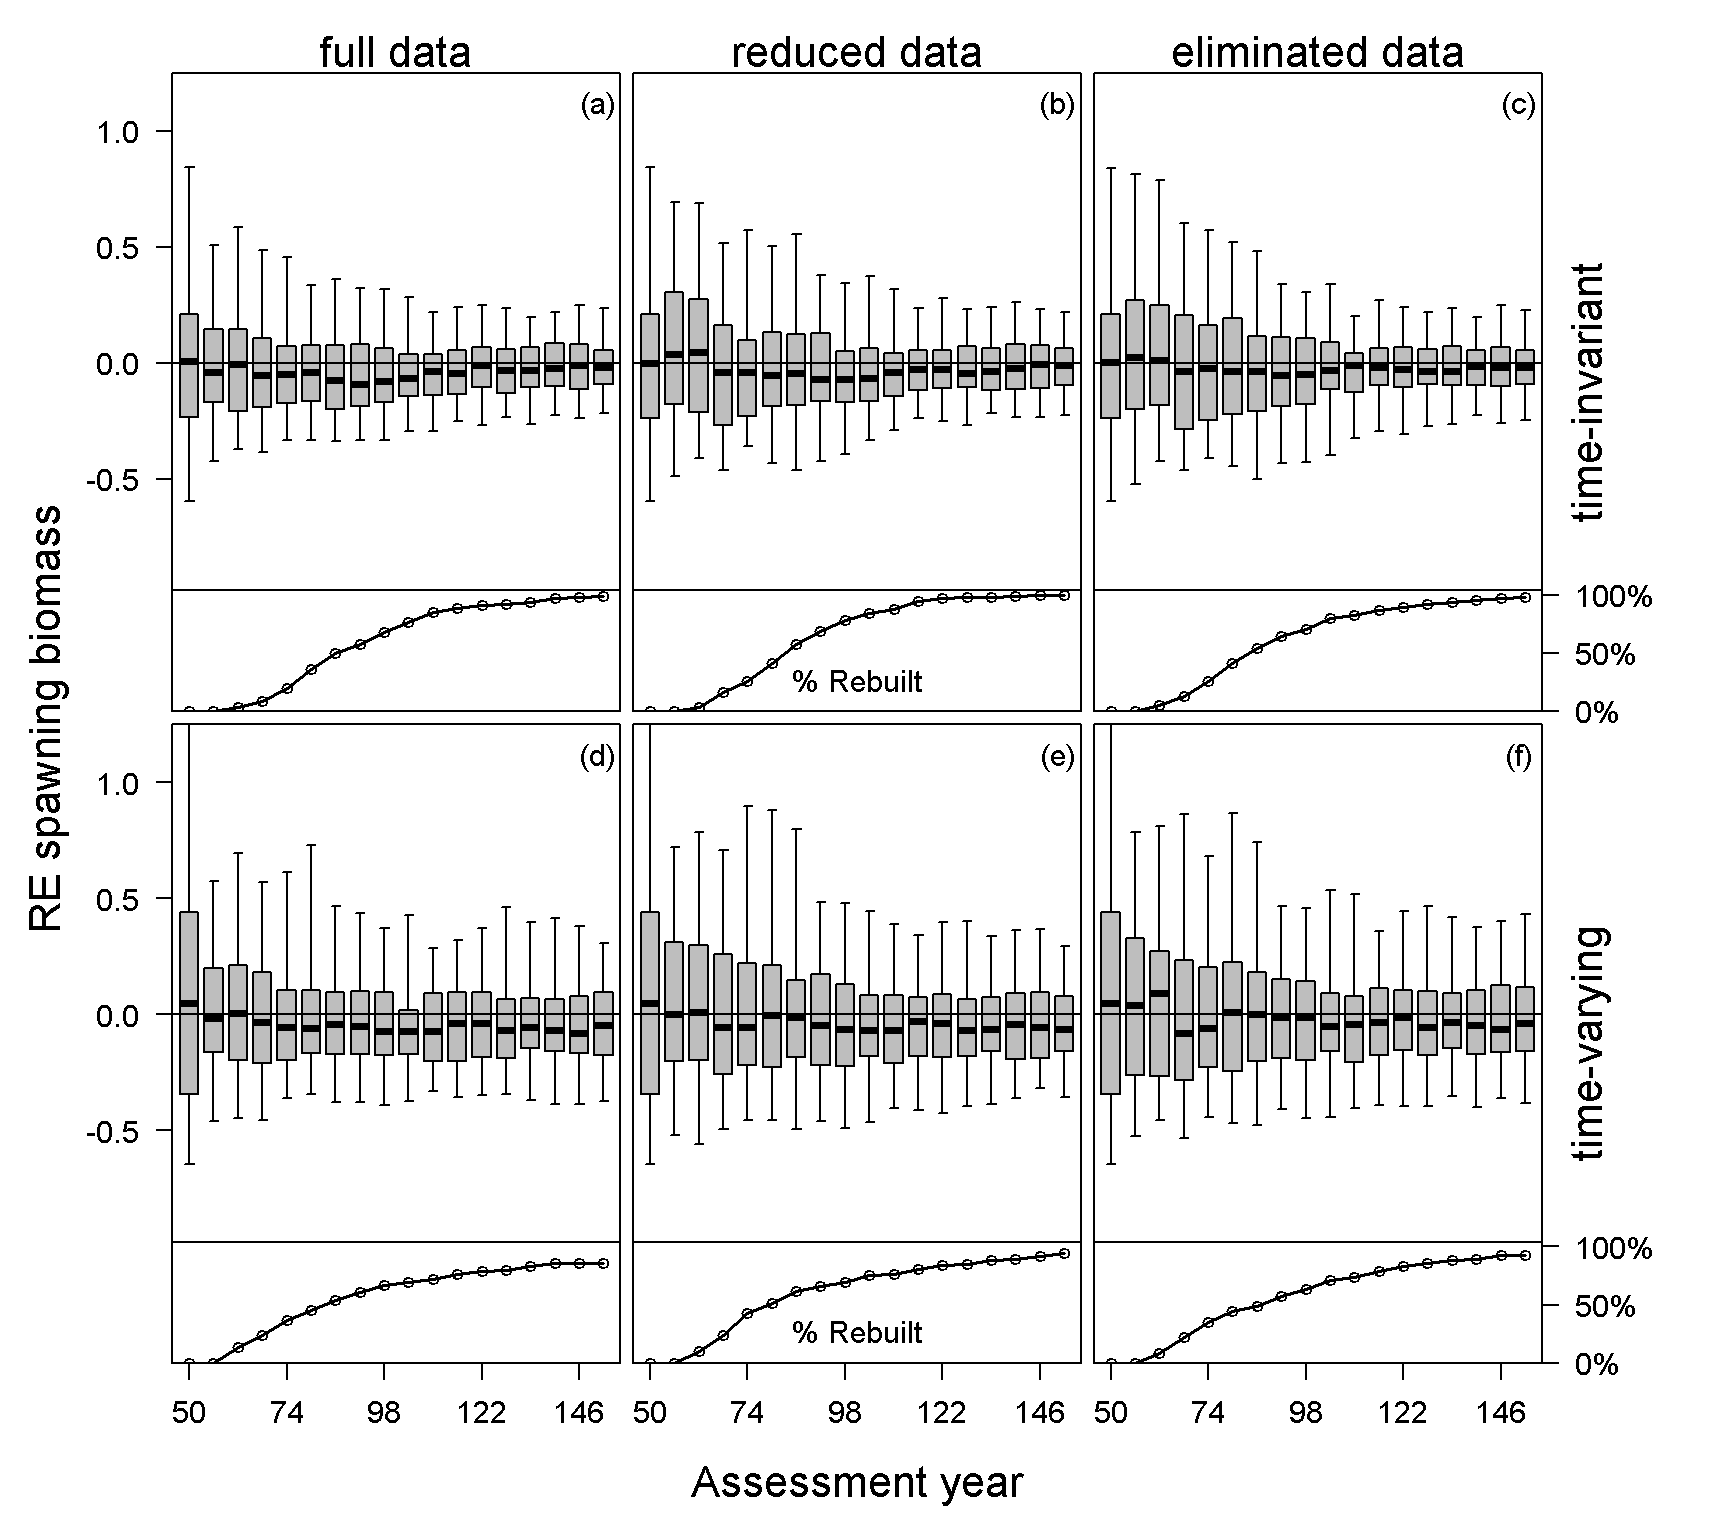 full data
reduced data
eliminated data
(a)
(b)
(c)
1.0
0.5
0.0
-0.5
time-invariant
100%
50%
0%
% Rebuilt
RE spawning biomass
(d)
(e)
(f)
1.0
0.5
0.0
-0.5
time-varying
100%
50%
0%
% Rebuilt
50 74 98 122 146
50 74 98 122 146
50 74 98 122 146
Assessment year